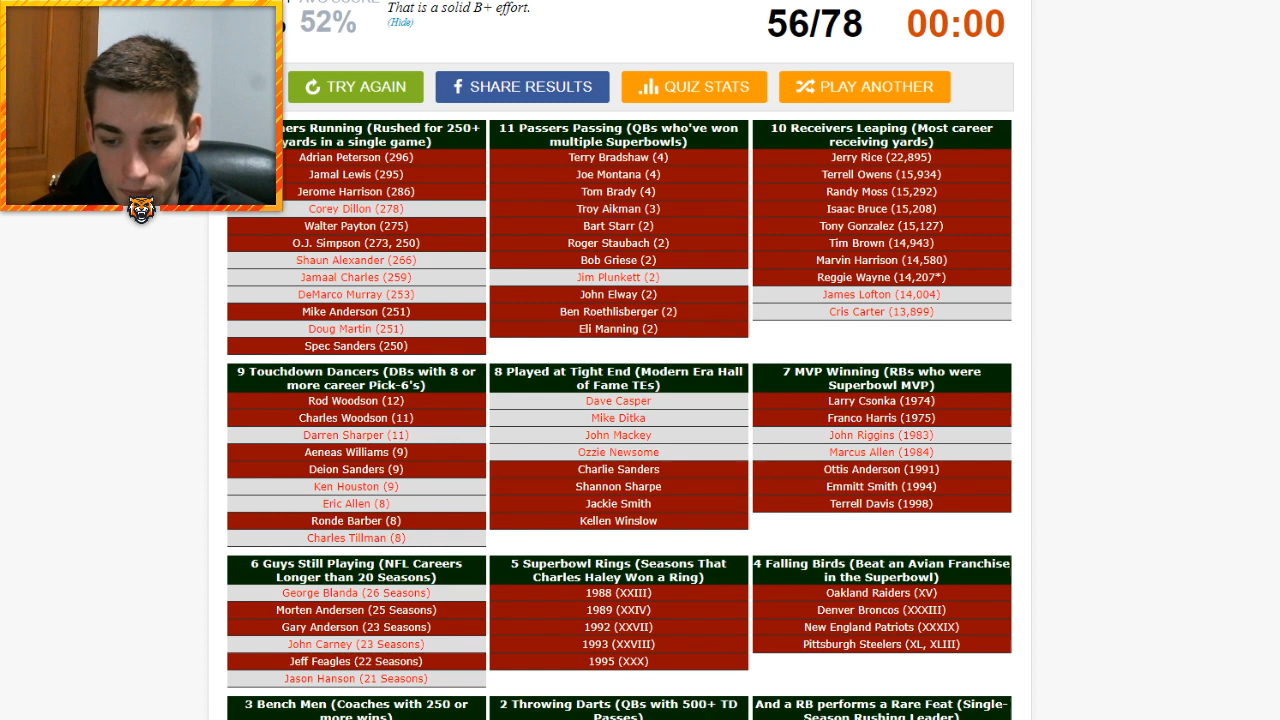 52%
That is a solid B+ effort.
(Hide)
56/78
00:00
TRY AGAIN
SHARE RESULTS
QUIZ STATS
PLAY ANOTHER
Running (Rushed for 250+
yards in a single game)
Adrian Peterson (296)
Jamal Lewis (295)
Jerome Harrison (286)
Corey Dillon (278)
Walter Payton (275)
O.J. Simpson (273, 250)
Shaun Alexander (266)
Jamaal Charles (259)
DeMarco Murray (253)
Mike Anderson (251)
Doug Martin (251)
Spec Sanders (250)
11 Passers Passing (QBs who've won
multiple Superbowls)
Terry Bradshaw (4)
Joe Montana (4)
Tom Brady (4)
Troy Aikman (3)
Bart Starr (2)
Roger Staubach (2)
Bob Griese (2)
Jim Plunkett (2)
John Elway (2)
Ben Roethlisberger (2)
Eli Manning (2)
10 Receivers Leaping (Most career
receiving yards)
Jerry Rice (22,895)
Terrell Owens (15,934)
Randy Moss (15,292)
Isaac Bruce (15,208)
Tony Gonzalez (15,127)
Tim Brown (14,943)
Marvin Harrison (14,580)
Reggie Wayne (14,207*)
James Lofton (14,004)
Cris Carter (13,899)
9 Touchdown Dancers (DBs with 8 or
more career Pick-6's)
Rod Woodson (12)
Charles Woodson (11)
Darren Sharper (11)
Aeneas Williams (9)
Deion Sanders (9)
Ken Houston (9)
Eric Allen (8)
Ronde Barber (8)
Charles Tillman (8)
8 Played at Tight End (Modern Era Hall
of Fame TEs)
Dave Casper
Mike Ditka
John Mackey
Ozzie Newsome
Charlie Sanders
Shannon Sharpe
Jackie Smith
Kellen Winslow
7 MVP Winning (RBs who were
Superbowl MVP)
Larry Csonka (1974)
Franco Harris (1975)
John Riggins (1983)
Marcus Allen (1984)
Ottis Anderson (1991)
Emmitt Smith (1994)
Terrell Davis (1998)
6 Guys Still Playing (NFL Careers
Longer than 20 Seasons)
George Blanda (26 Seasons)
Morten Andersen (25 Seasons)
Gary Anderson (23 Seasons)
John Carney (23 Seasons)
Jeff Feagles (22 Seasons)
Jason Hanson (21 Seasons)
5 Superbowl Rings (Seasons That
Charles Haley Won a Ring)
1988 (XXIII)
1989 (XXIV)
1992 (XXVII)
1993 (XXVIII)
1995 (XXX)
4 Falling Birds (Beat an Avian Franchise
in the Superbowl)
Oakland Raiders (XV)
Denver Broncos (XXXIII)
New England Patriots (XXXIX)
Pittsburgh Steelers (XL, XLIII)
3 Bench Men (Coaches with 250 or
more wins)
2 Throwing Darts (QBs with 500+ TD
Passes)
And a RB performs a Rare Feat (Single-
Season Rushing Leader)